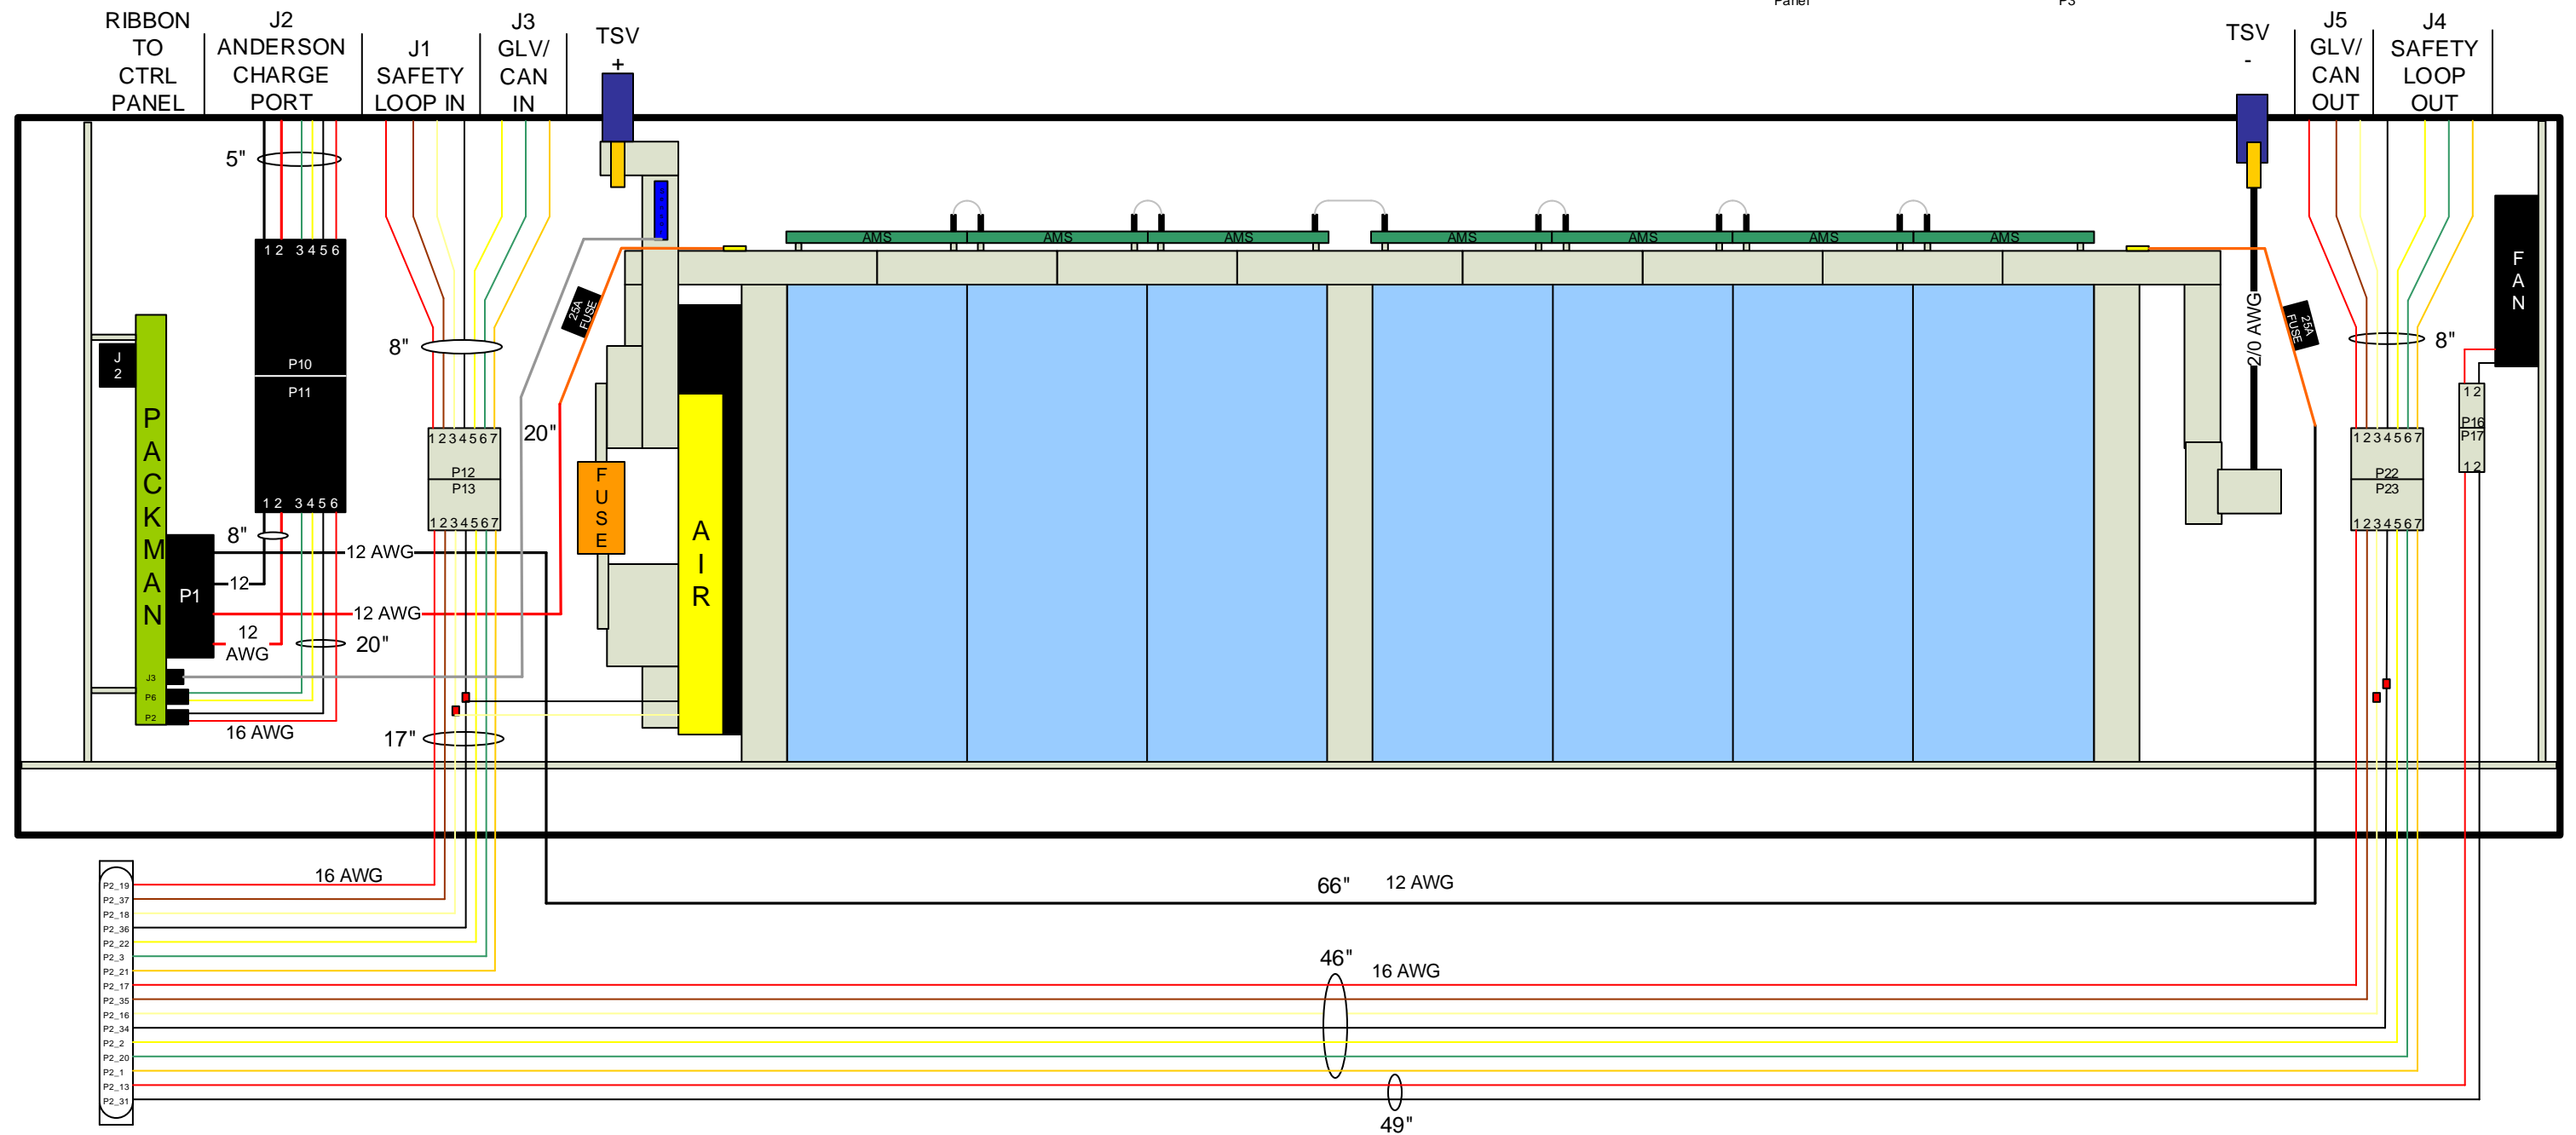 Panel
P3
RIBBON
TO
CTRL
PANEL
J2
ANDERSON
CHARGE
PORT
J1
SAFETY
LOOP IN
J3
GLV/
CAN
IN
TSV
+
TSV
-
J5
GLV/
CAN
OUT
J4
SAFETY
LOOP
OUT
5"
1 2 3 4 5 6
P10
P11
1 2 3 4 5 6
J
2
PACKMAN
P1
J3
P6
P2
8"
12 AWG
12
12 AWG
12
AWG
20"
16 AWG
8"
1 2 3 4 5 6 7
P12
P13
1 2 3 4 5 6 7
17"
20"
25A
FUSE
FUSE
AIR
AMS
AMS
AMS
AMS
AMS
AMS
AMS
2/0 AWG
25A
FUSE
8"
1 2 3 4 5 6 7
P22
P23
1 2 3 4 5 6 7
FAN
1 2
P16
P17
1 2
16 AWG
66"
12 AWG
46"
16 AWG
49"
P2_19
P2_37
P2_18
P2_36
P2_22
P2_3
P2_21
P2_17
P2_35
P2_16
P2_34
P2_2
P2_20
P2_1
P2_13
P2_31